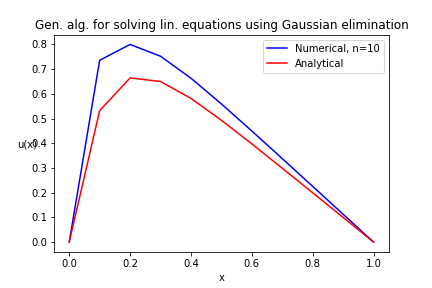 Gen. alg. for solving lin. equations using Gaussian elimination
Numerical, n=10
Analytical
0.8
0.7
0.6
0.5
u(x)
0.4
0.3
0.2
0.1
0.0
0.0 0.2 0.4 0.6 0.8 1.0
x